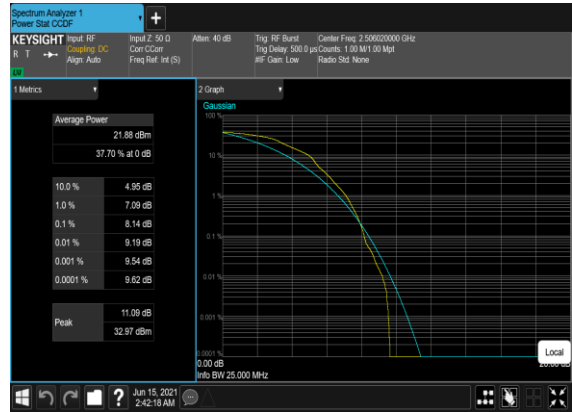 Spectrum Analyzer 1
Power Stat CCDF
+
KEYSIGHT
R T
LNI
Input: RF
Coupling: DC
Align: Auto
Input Z: 50 Ω
Corr CCorr
Freq Ref: Int (S)
Atten: 40 dB
Trig: RF Burst
Trig Delay: 500.0 µs
#IF Gain: Low
Center Freq: 2.506020000 GHz
Counts: 1.00 M/1.00 Mpt
Radio Std: None
1 Metrics
Average Power
21.88 dBm
37.70 % at 0 dB
10.0 % 4.95 dB
1.0 % 7.09 dB
0.1 % 8.14 dB
0.01 % 9.19 dB
0.001 % 9.54 dB
0.0001 % 9.62 dB
Peak
11.09 dB
32.97 dBm
2 Graph
Gaussian
100 %
10 %
1 %
0.1 %
0.01 %
0.001 %
0.0001 %
0.00 dB
Info BW 25.000 MHz
Local
?
Jun 15, 2021
2:42:18 AM